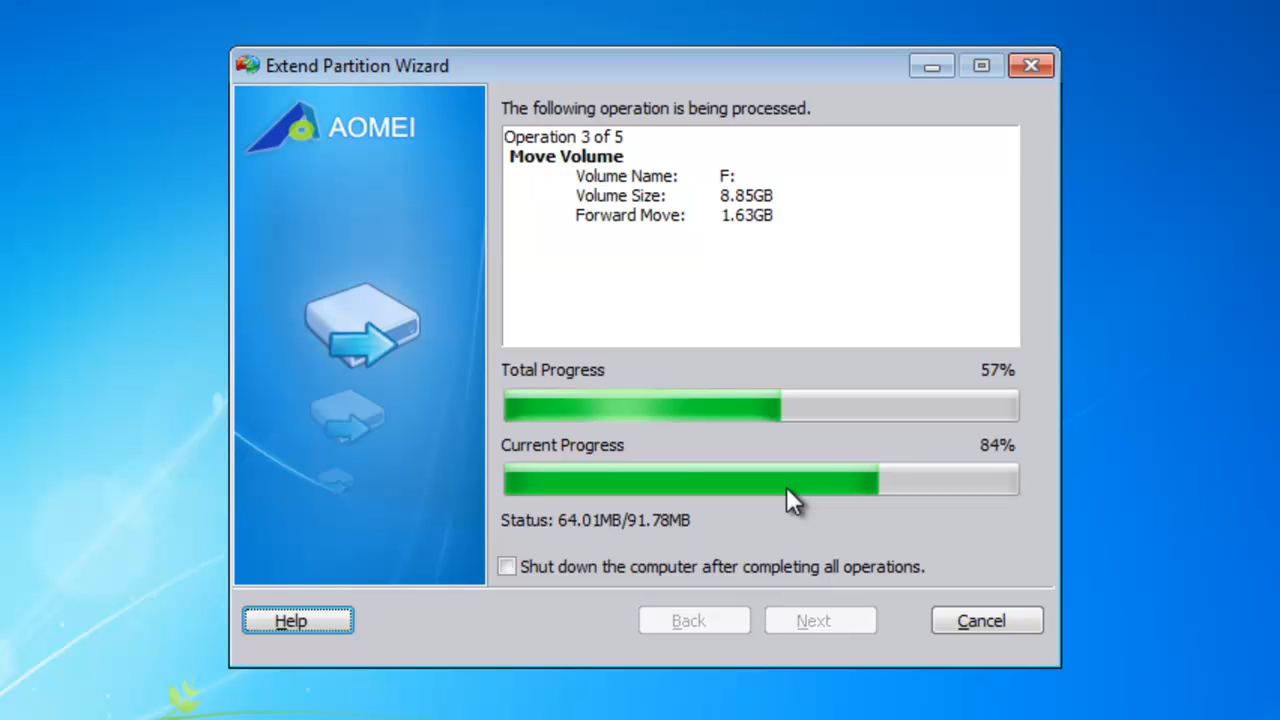 Extend Partition Wizard
AOMEI
The following operation is being processed.
Operation 3 of 5
Move Volume
Volume Name: F:
Volume Size: 8.85GB
Forward Move: 1.63GB
Total Progress 57%
Current Progress 84%
Status: 64.01MB/91.78MB
Shut down the computer after completing all operations.
Help Back Next Cancel